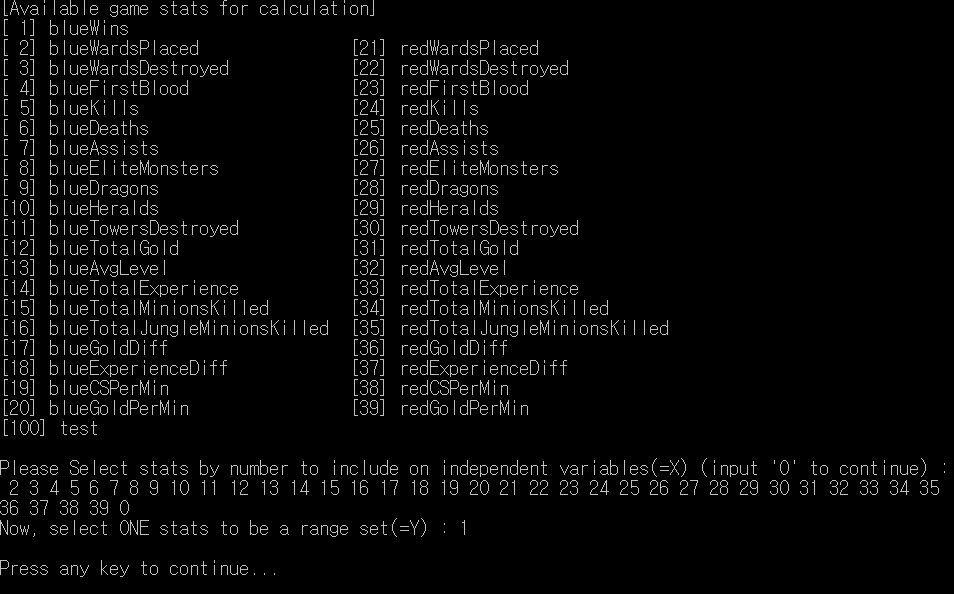 [Available game stats for calculation]
[ 1] blueWins
[ 2] blueWardsPlaced [21] redWardsPlaced
[ 3] blueWardsDestroyed [22] redWardsDestroyed
[ 4] blueFirstBlood [23] redFirstBlood
[ 5] blueKills [24] redKills
[ 6] blueDeaths [25] redDeaths
[ 7] blueAssists [26] redAssists
[ 8] blueEliteMonsters [27] redEliteMonsters
[ 9] blueDragons [28] redDragons
[10] blueHeralds [29] redHeralds
[11] blueTowersDestroyed [30] redTowersDestroyed
[12] blueTotalGold [31] redTotalGold
[13] blueAvgLevel [32] redAvgLevel
[14] blueTotalExperience [33] redTotalExperience
[15] blueTotalMinionsKilled [34] redTotalMinionsKilled
[16] blueTotalJungleMinionsKilled [35] redTotalJungleMinionsKilled
[17] blueGoldDiff [36] redGoldDiff
[18] blueExperienceDiff [37] redExperienceDiff
[19] blueCSPerMin [38] redCSPerMin
[20] blueGoldPerMin [39] redGoldPerMin
[100] test
Please Select stats by number to include on independent variables(=X) (input '0' to continue) :
2 3 4 5 6 7 8 9 10 11 12 13 14 15 16 17 18 19 20 21 22 23 24 25 26 27 28 29 30 31 32 33 34 35
36 37 38 39 0
Now, select ONE stats to be a range set(=Y) : 1
Press any key to continue...